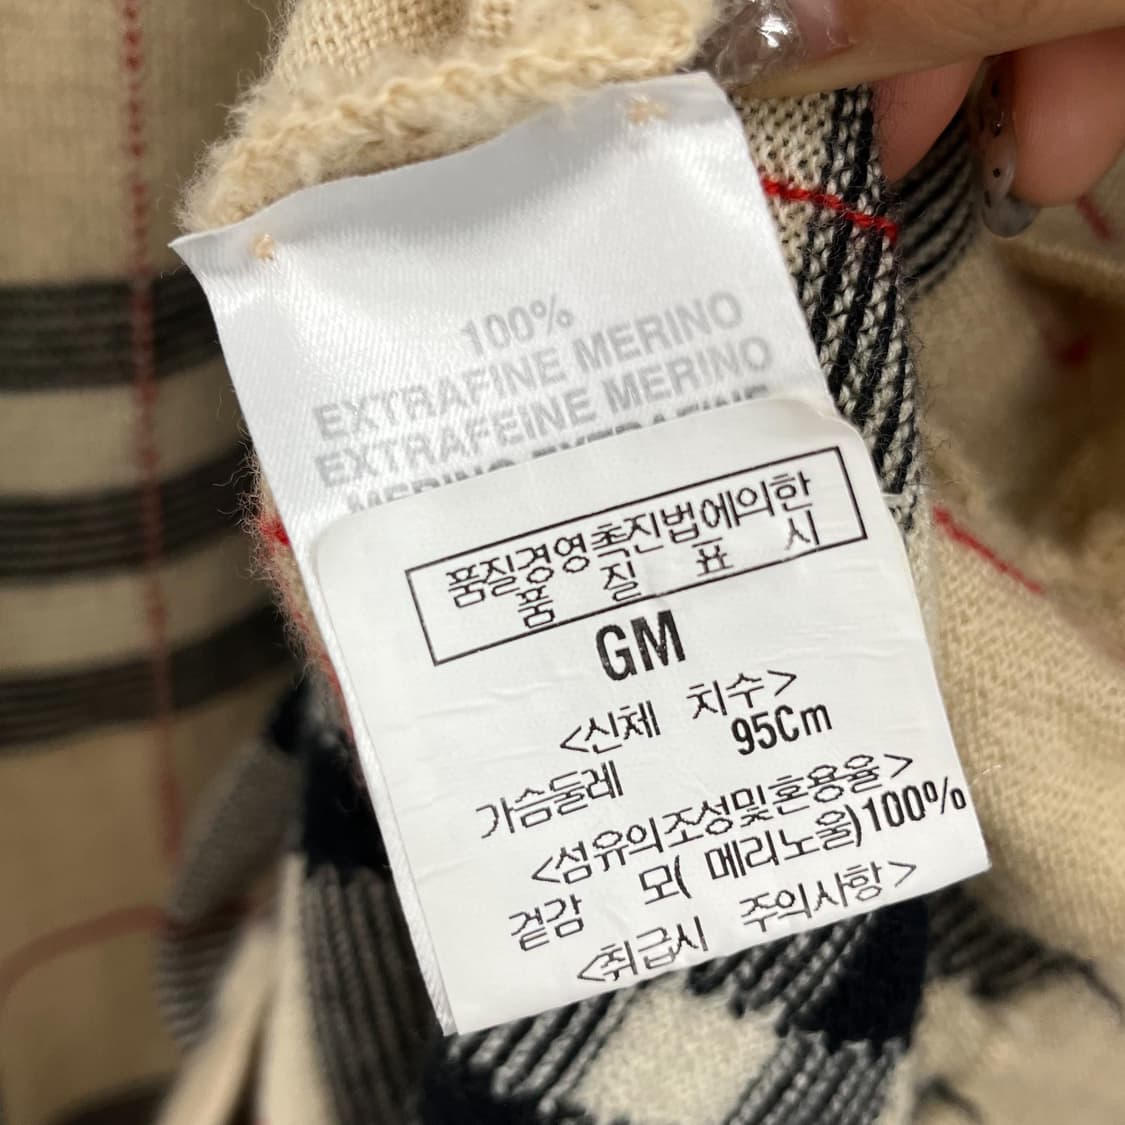 100%
EXTRAFINE MERINO
EXTRAFEINE MERINO
MERINO EXTRAFINE
품질경영촉진법에의한
품 질 표 시
GM
<신체 치수>
가슴둘레 95Cm
<섬유의조성및혼용율>
겉감 모( 메리노울)100%
<취급시 주의사항>